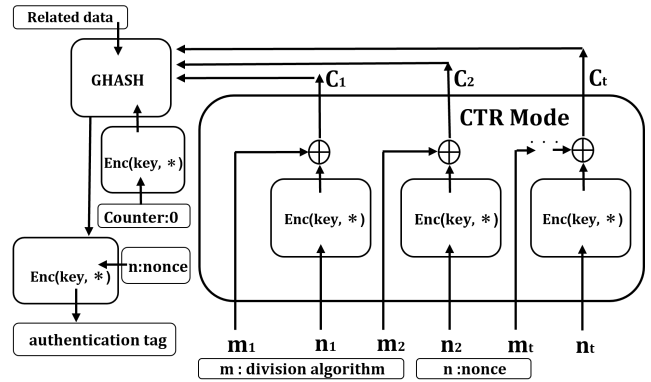 Related data
GHASH
C1
C2
Ct
CTR Mode
· · ·
Enc(key, *)
Counter:0
Enc(key, *)
Enc(key, *)
Enc(key, *)
Enc(key, *)
n:nonce
authentication tag
m1
n1
m2
n2
mt
nt
m : division algorithm
n :nonce